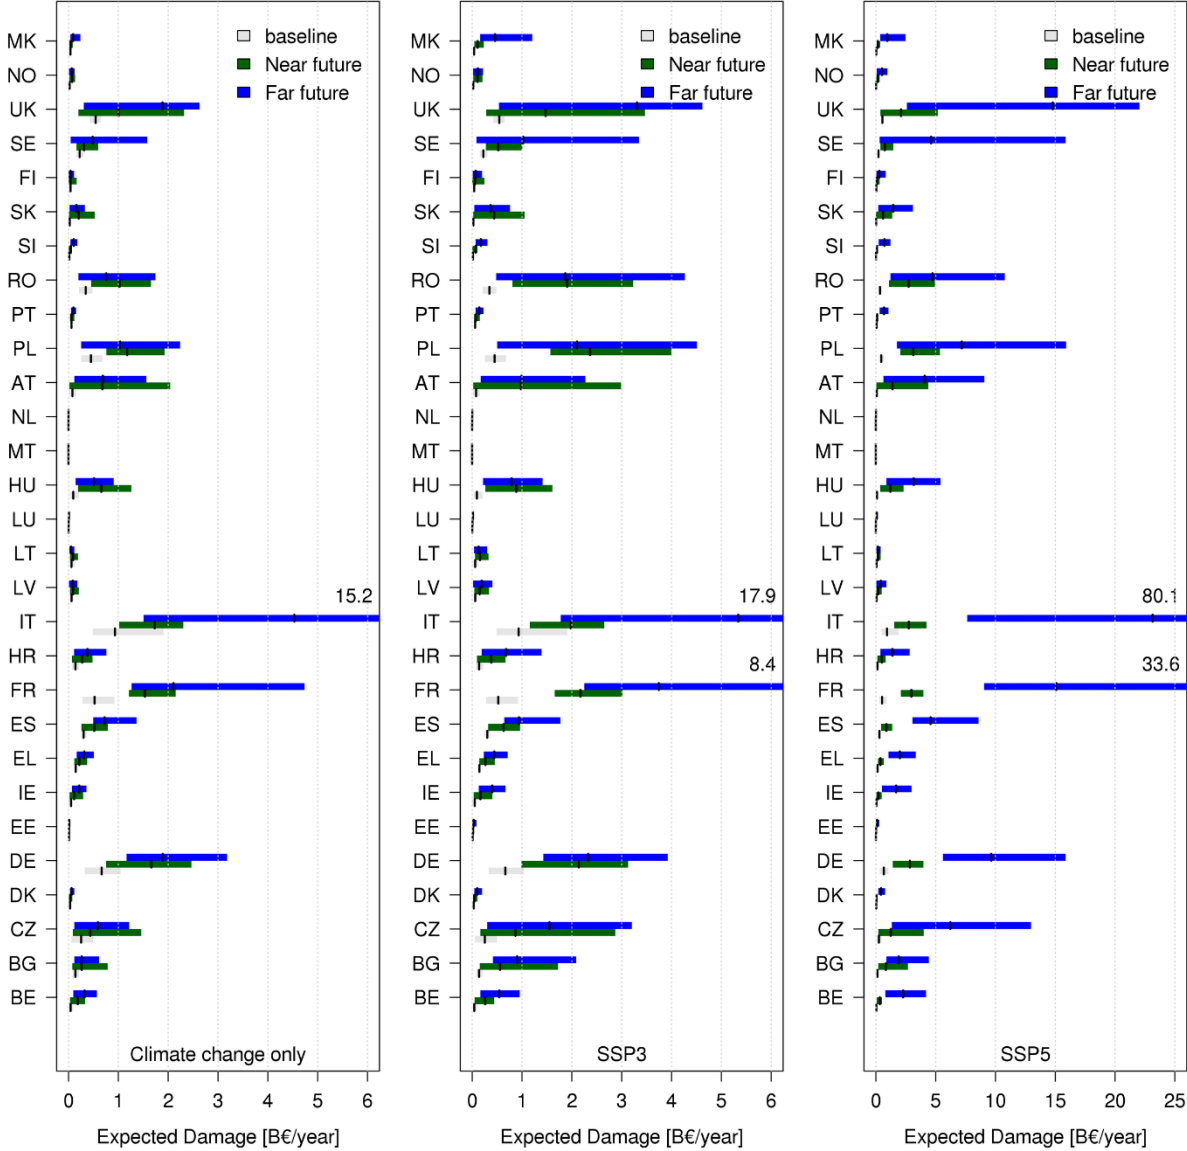 MK
NO
UK
SE
FI
SK
SI
RO
PT
PL
AT
NL
MT
HU
LU
LT
LV
IT
HR
FR
ES
EL
IE
EE
DE
DK
CZ
BG
BE
baseline
Near future
Far future
15.2
Climate change only
0 1 2 3 4 5 6
Expected Damage [B€/year]
MK
NO
UK
SE
FI
SK
SI
RO
PT
PL
AT
NL
MT
HU
LU
LT
LV
IT
HR
FR
ES
EL
IE
EE
DE
DK
CZ
BG
BE
baseline
Near future
Far future
17.9
8.4
SSP3
0 1 2 3 4 5 6
Expected Damage [B€/year]
MK
NO
UK
SE
FI
SK
SI
RO
PT
PL
AT
NL
MT
HU
LU
LT
LV
IT
HR
FR
ES
EL
IE
EE
DE
DK
CZ
BG
BE
baseline
Near future
Far future
80.1
33.6
SSP5
0 5 10 15 20 25
Expected Damage [B€/year]